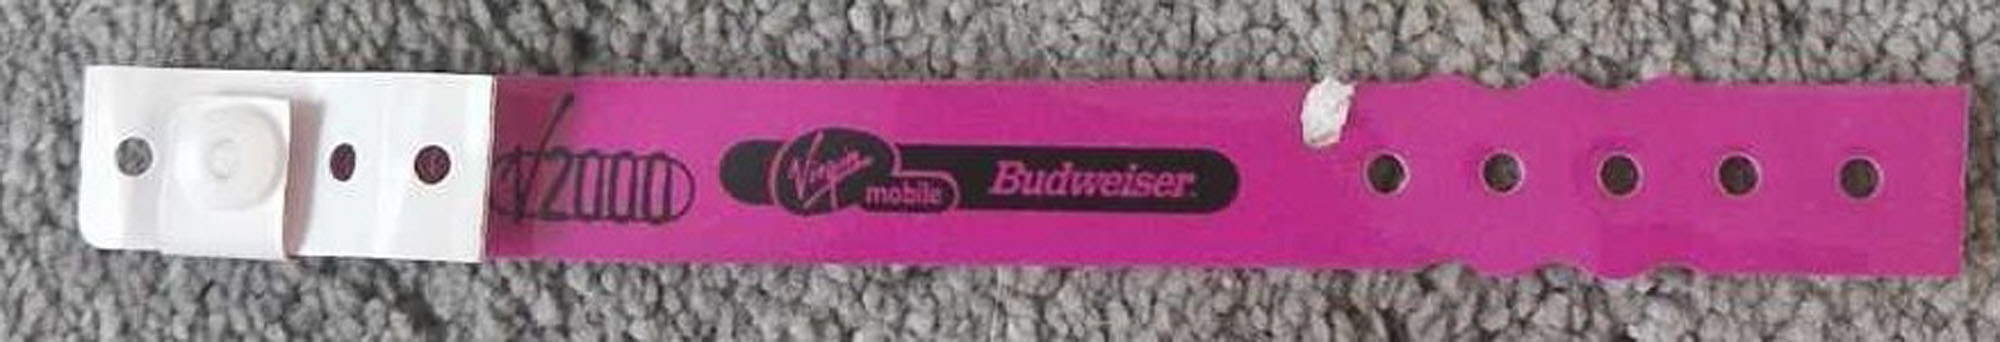 V2000 Virgin mobile Budweiser.